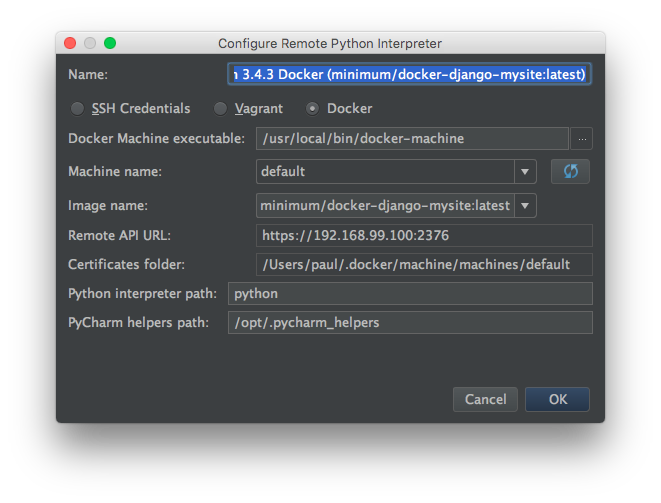 Configure Remote Python Interpreter
Name: 3.4.3 Docker (minimum/docker-django-mysite:latest)
SSH Credentials Vagrant Docker
Docker Machine executable: /usr/local/bin/docker-machine ...
Machine name: default
Image name: minimum/docker-django-mysite:latest
Remote API URL: https://192.168.99.100:2376
Certificates folder: /Users/paul/.docker/machine/machines/default
Python interpreter path: python
PyCharm helpers path: /opt/.pycharm_helpers
Cancel OK